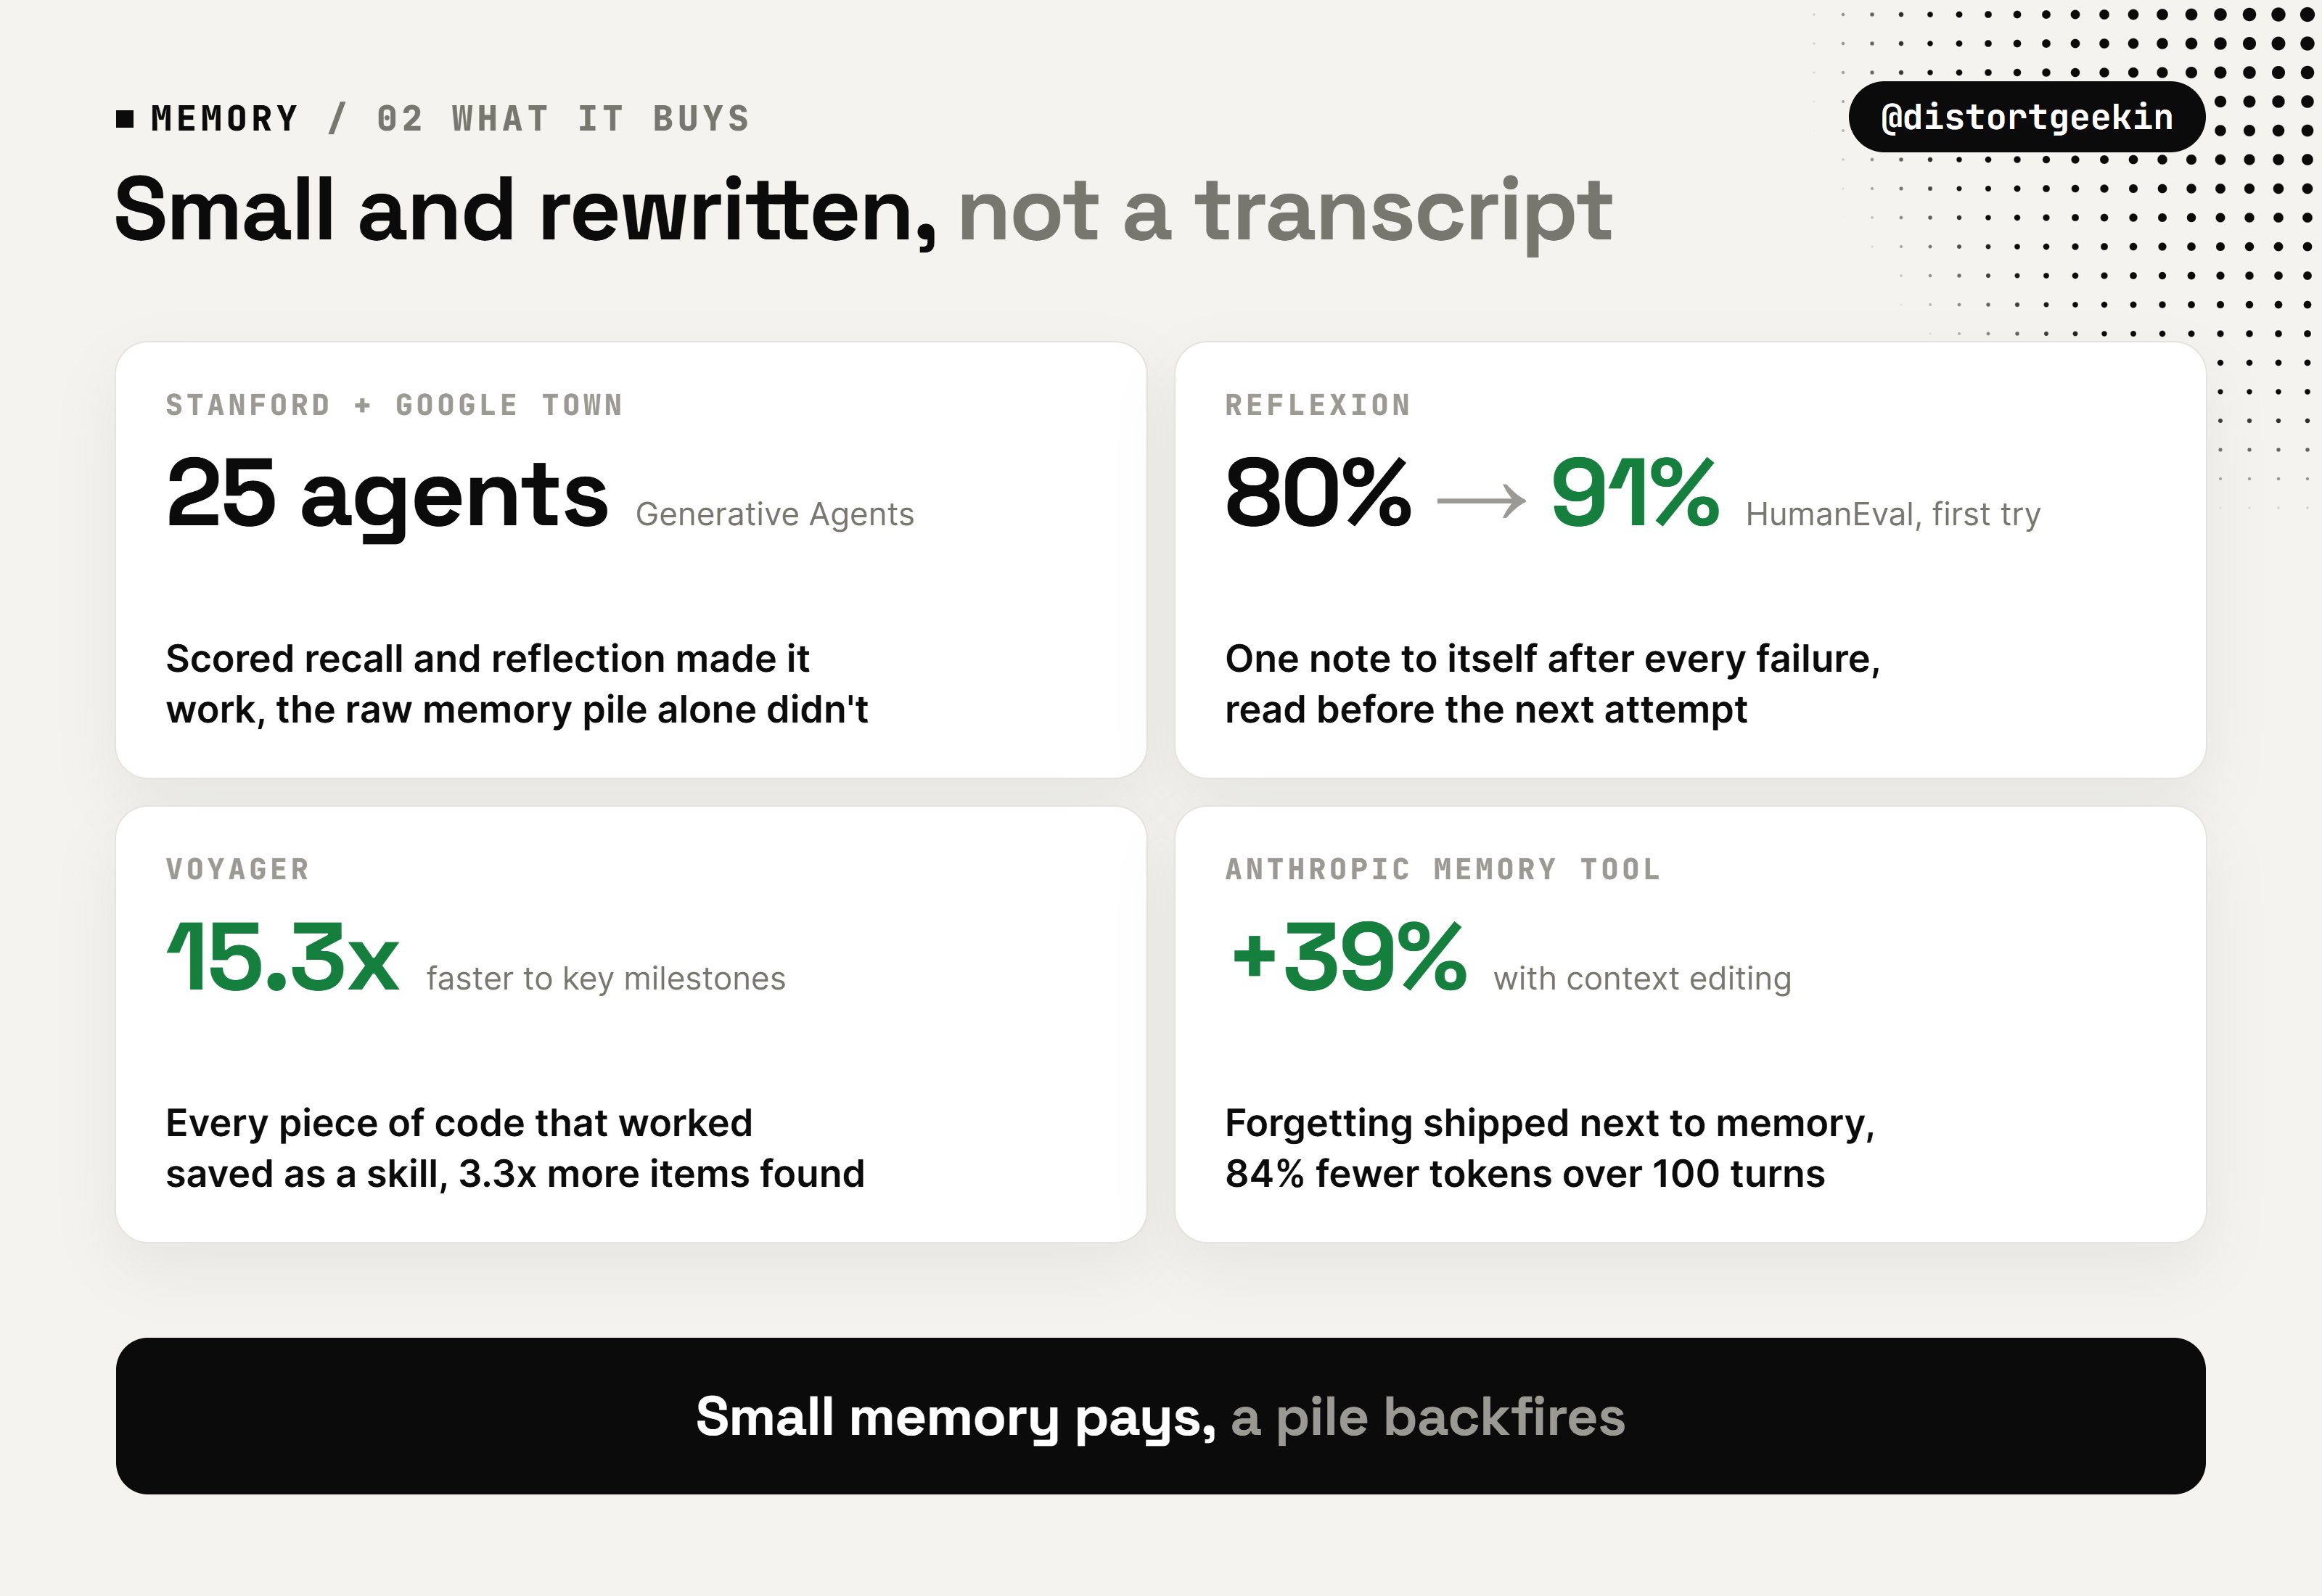 MEMORY / 02 WHAT IT BUYS
@distortgeekin
Small and rewritten, not a transcript
STANFORD + GOOGLE TOWN
25 agents Generative Agents
Scored recall and reflection made it
work, the raw memory pile alone didn't
REFLEXION
80% → 91% HumanEval, first try
One note to itself after every failure,
read before the next attempt
VOYAGER
15.3x faster to key milestones
Every piece of code that worked
saved as a skill, 3.3x more items found
ANTHROPIC MEMORY TOOL
+39% with context editing
Forgetting shipped next to memory,
84% fewer tokens over 100 turns
Small memory pays, a pile backfires